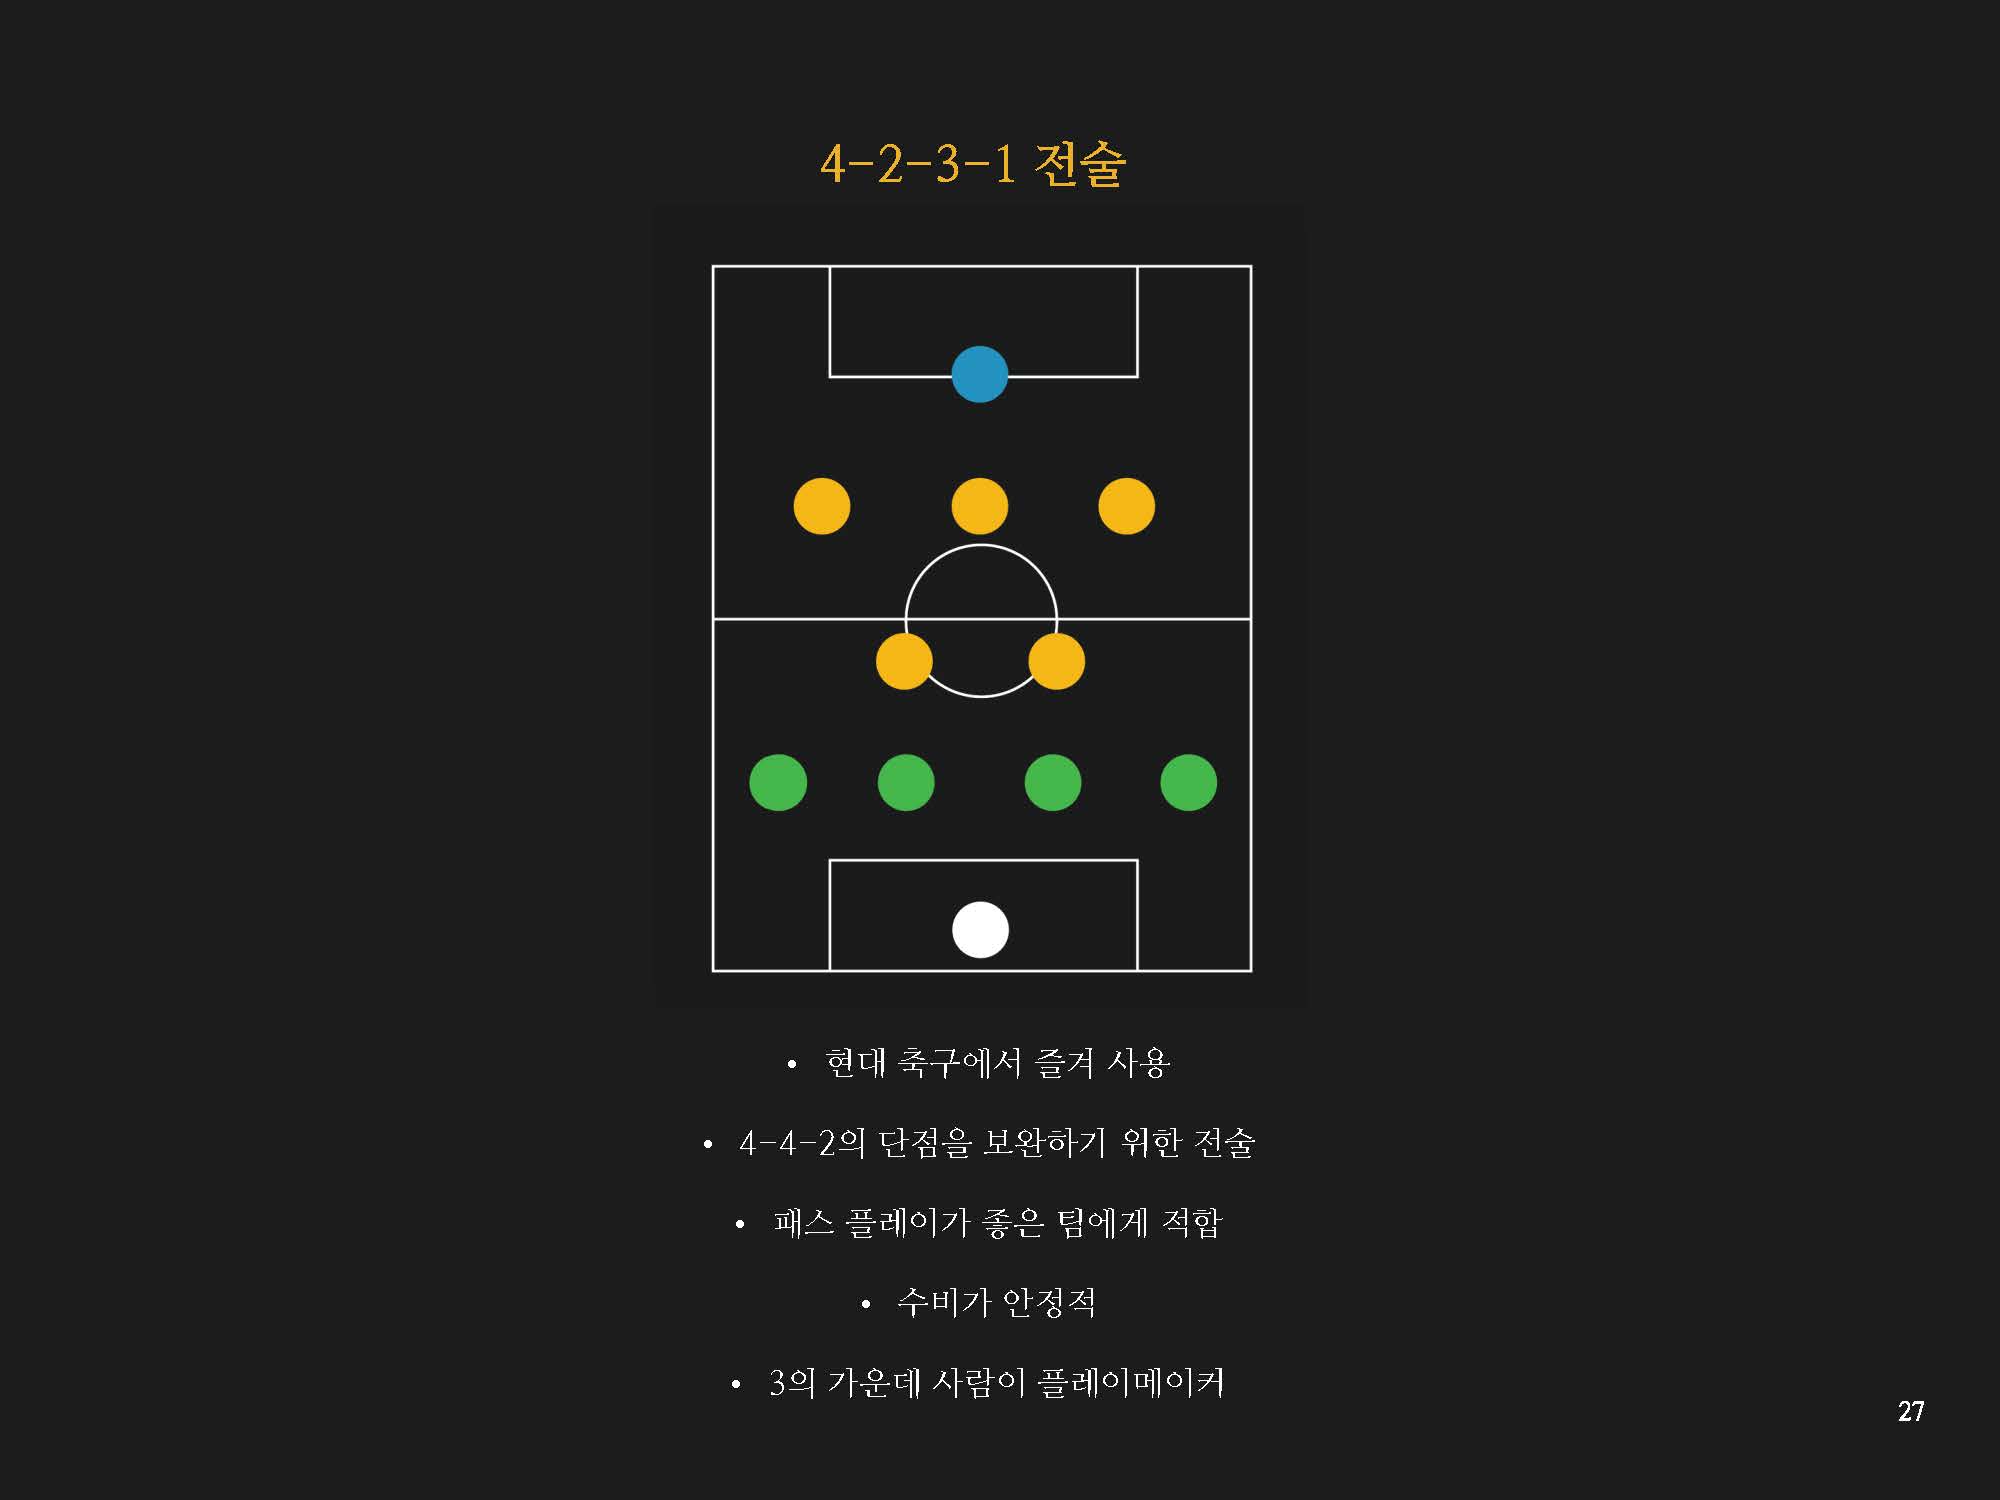 4-2-3-1 전술
• 현대 축구에서 즐겨 사용
• 4-4-2의 단점을 보완하기 위한 전술
• 패스 플레이가 좋은 팀에게 적합
• 수비가 안정적
• 3의 가운데 사람이 플레이메이커
27